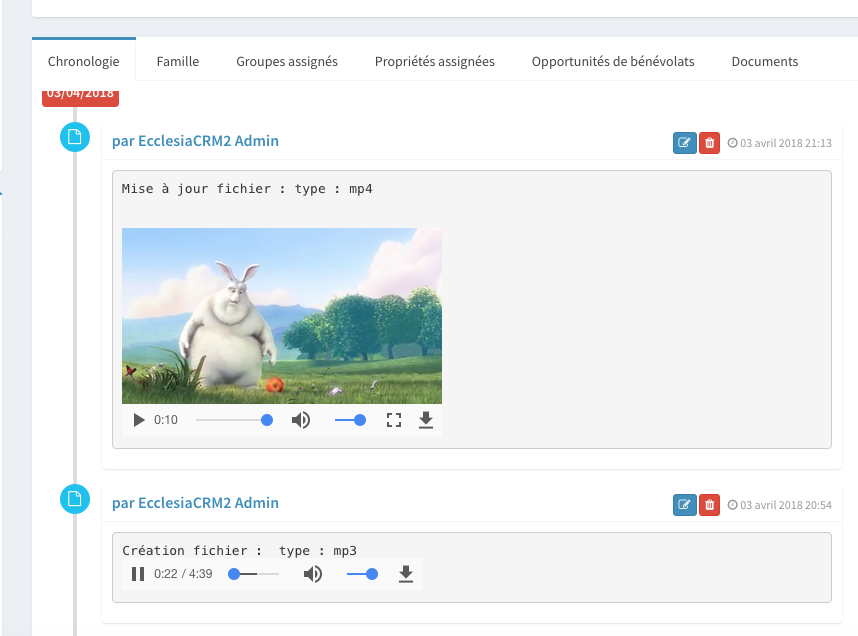 Chronologie Famille Groupes assignés Propriétés assignées Opportunités de bénévolats Documents
03/04/2018
par EcclesiaCRM2 Admin 03 avril 2018 21:13
Mise à jour fichier : type : mp4
0:10
par EcclesiaCRM2 Admin 03 avril 2018 20:54
Création fichier :  type : mp3
0:22 / 4:39